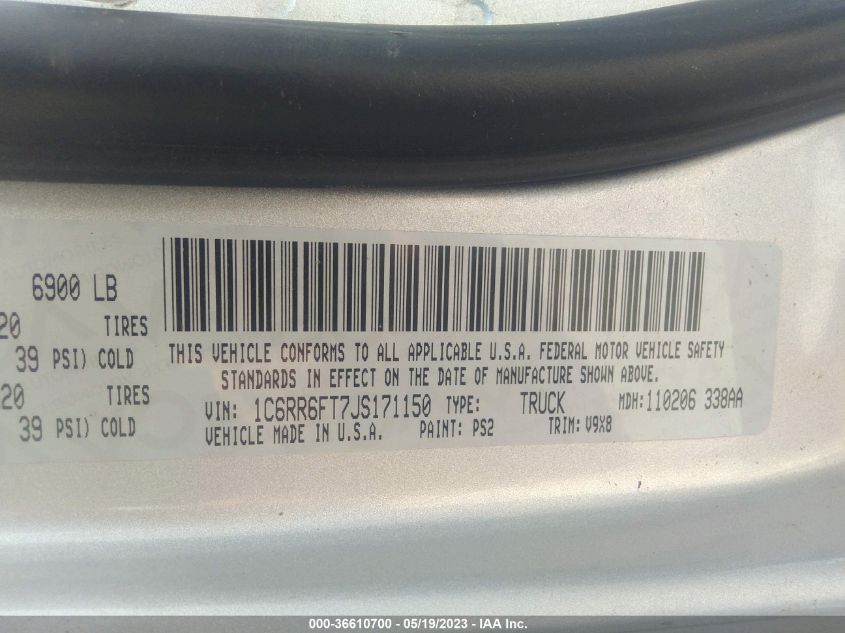 6900 LB
20 TIRES
39 PSI) COLD
20 TIRES
39 PSI) COLD
THIS VEHICLE CONFORMS TO ALL APPLICABLE U.S.A. FEDERAL MOTOR VEHICLE SAFETY
STANDARDS IN EFFECT ON THE DATE OF MANUFACTURE SHOWN ABOVE.
VIN: 1C6RR6FT7JS171150 TYPE: TRUCK MDH: 110206 338AA
VEHICLE MADE IN U.S.A. PAINT: PS2 TRIM: V9X8
000-36610700 - 05/19/2023 - IAA Inc.